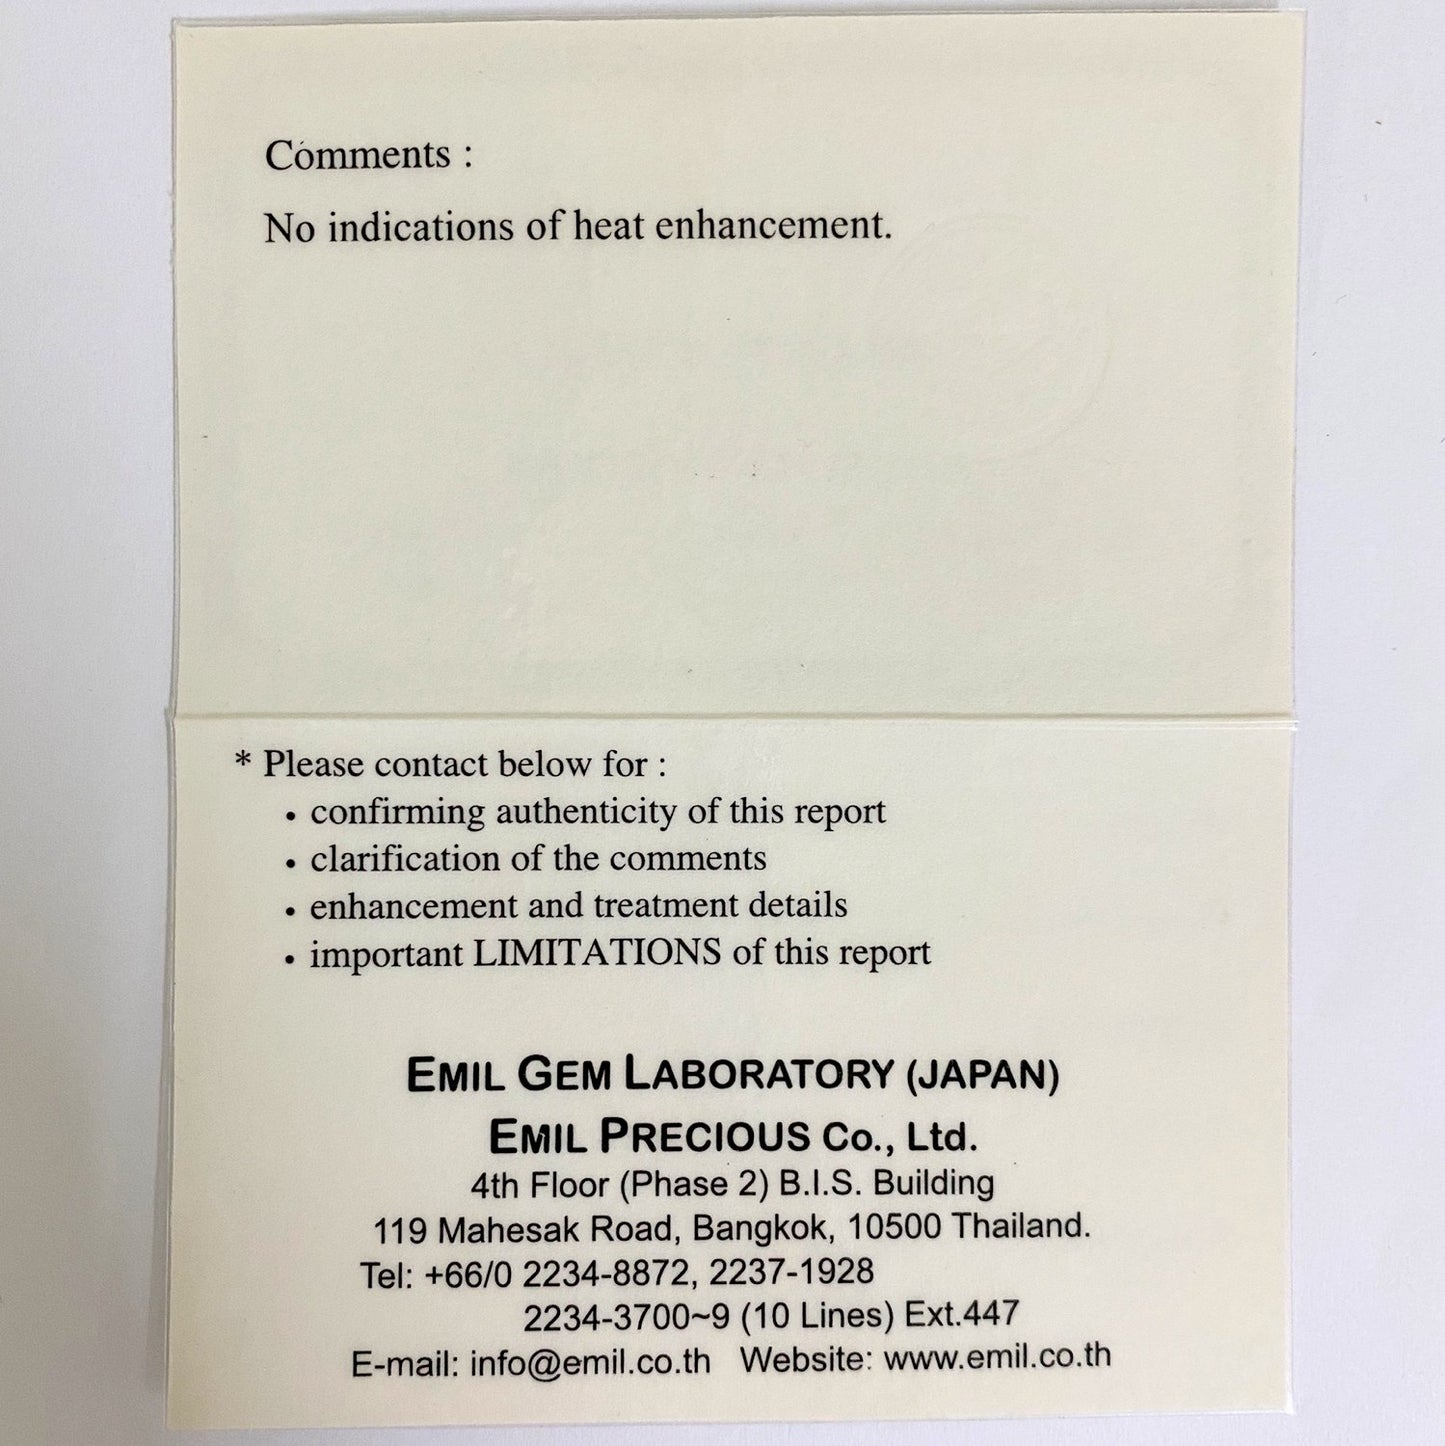 Comments :
No indications of heat enhancement.
* Please contact below for :
• confirming authenticity of this report
• clarification of the comments
• enhancement and treatment details
• important LIMITATIONS of this report
EMIL GEM LABORATORY (JAPAN)
EMIL PRECIOUS Co., Ltd.
4th Floor (Phase 2) B.I.S. Building
119 Mahesak Road, Bangkok, 10500 Thailand.
Tel: +66/0 2234-8872, 2237-1928
2234-3700~9 (10 Lines) Ext.447
E-mail: info@emil.co.th Website: www.emil.co.th